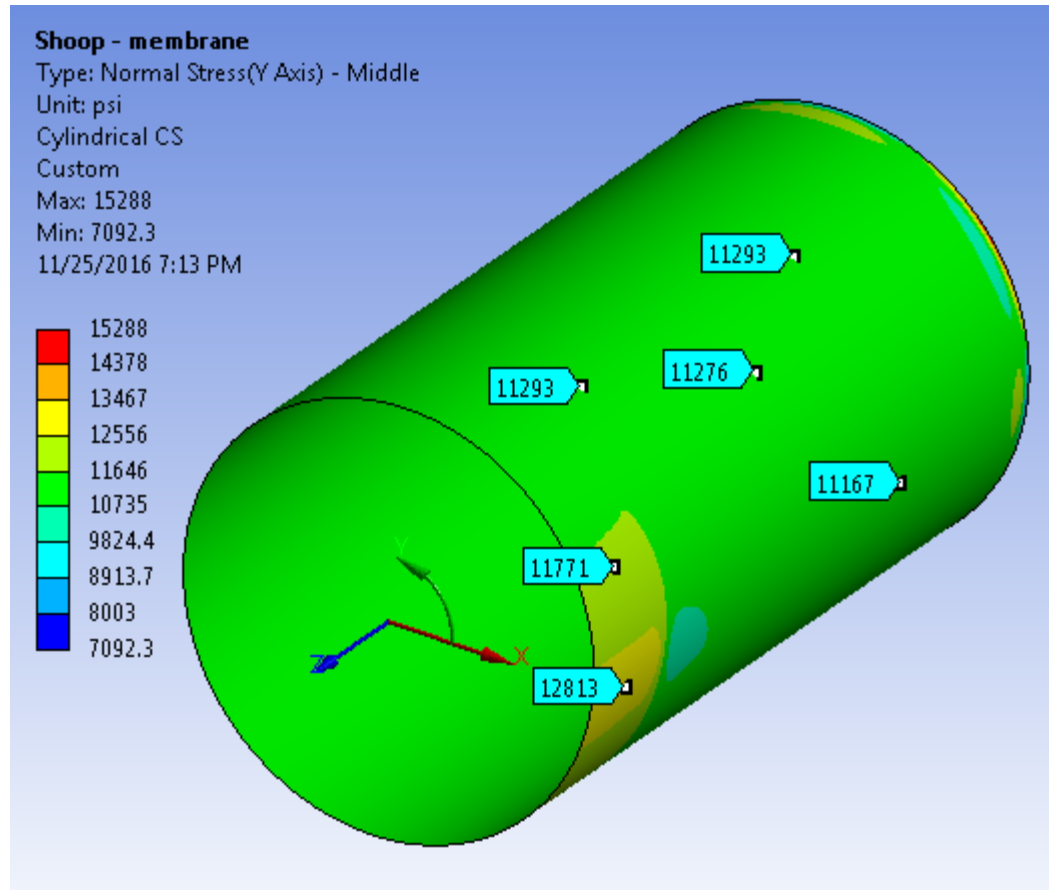 Shoop - membrane
Type: Normal Stress(Y Axis) - Middle
Unit: psi
Cylindrical CS
Custom
Max: 15288
Min: 7092.3
11/25/2016 7:13 PM
15288
14378
13467
12556
11646
10735
9824.4
8913.7
8003
7092.3
11293
11293
11276
11167
11771
12813
Y
X
Z